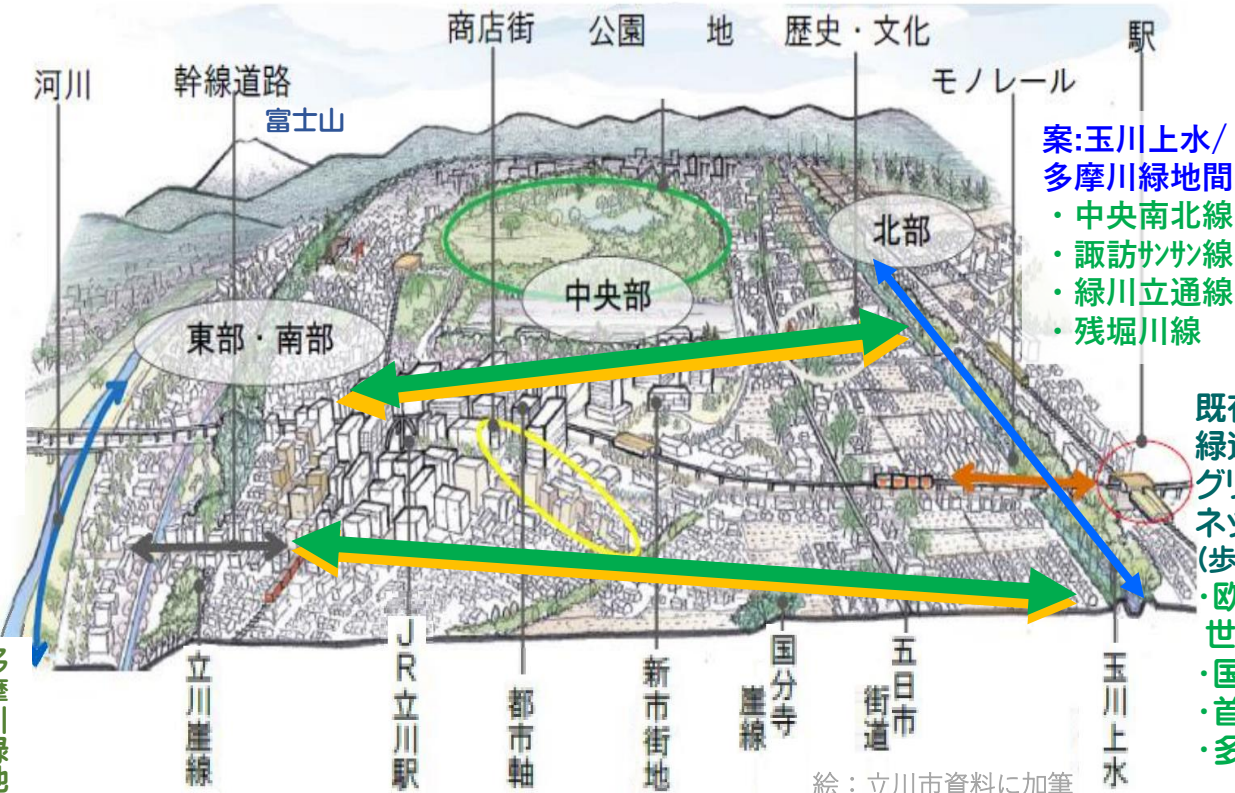 商店街 公園 地 歴史・文化 駅
河川 幹線道路 モノレール
富士山
案:玉川上水/
多摩川緑地間
・中央南北線
・諏訪ｻﾝｻﾝ線
・緑川立通線
・残堀川線
北部
中央部
東部・南部
既存
緑道
グリ
ネッ
(歩
・欧
世
・国
・首
・多
多摩川緑地
立川崖線
ＪＲ立川駅
都市軸
新市街地
国分寺
崖線
五日市
街道
玉川上水
絵：立川市資料に加筆